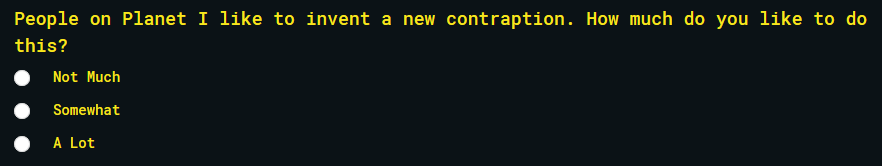 People on Planet I like to invent a new contraption. How much do you like to do
this?
Not Much
Somewhat
A Lot